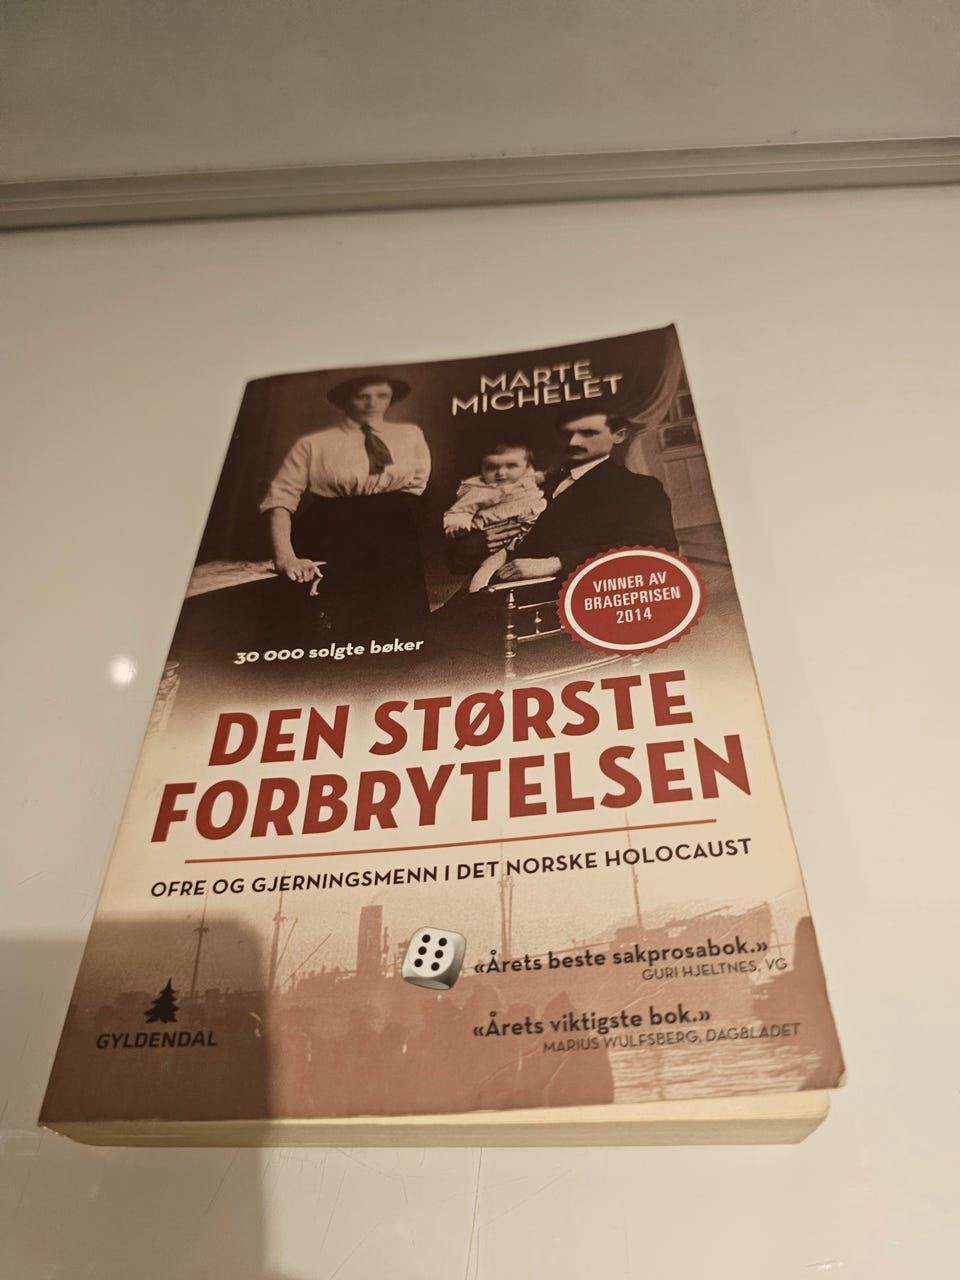 MARTE
MICHELET
VINNER AV
BRAGEPRISEN
2014
30 000 solgte bøker
DEN STØRSTE
FORBRYTELSEN
OFRE OG GJERNINGSMENN I DET NORSKE HOLOCAUST
«Årets beste sakprosabok.»
GURI HJELTNES, VG
«Årets viktigste bok.»
MARIUS WULFSBERG, DAGBLADET
GYLDENDAL